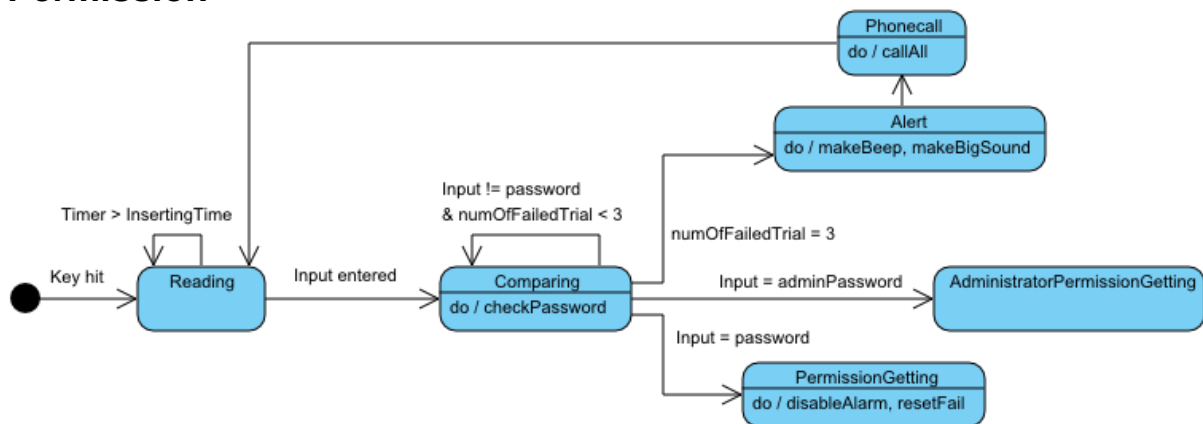 Permission
Phonecall
do / callAll
Alert
do / makeBeep, makeBigSound
Input != password
& numOfFailedTrial < 3
Timer > InsertingTime
numOfFailedTrial = 3
Key hit
Reading
Input entered
Comparing
do / checkPassword
Input = adminPassword
AdministratorPermissionGetting
Input = password
PermissionGetting
do / disableAlarm, resetFail